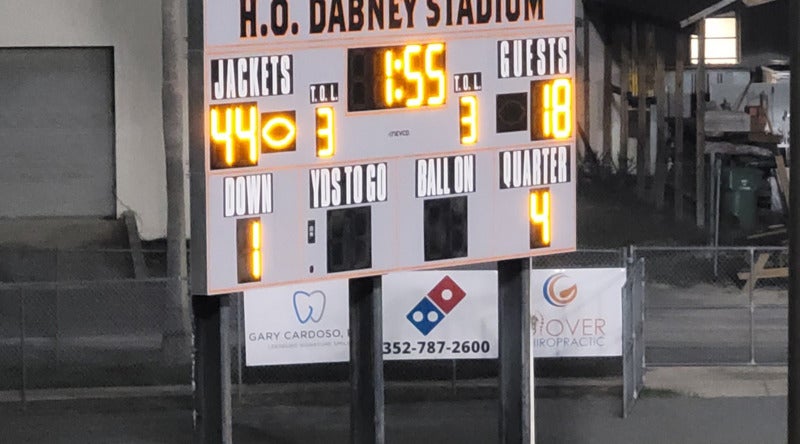 H.O. DABNEY STADIUM
JACKETS 1:55 GUESTS
T.O.L. T.O.L.
44 3 3 18
NEVCO
DOWN YDS TO GO BALL ON QUARTER
1 4
GARY CARDOSO,
352-787-2600
OVER